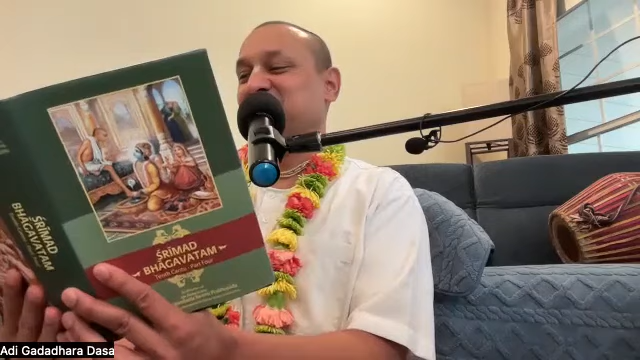 ŚRĪMAD
BHĀGAVATAM
ŚRĪMAD
BHĀGAVATAM
Tenth Canto - Part Four
Adi Gadadhara Dasa